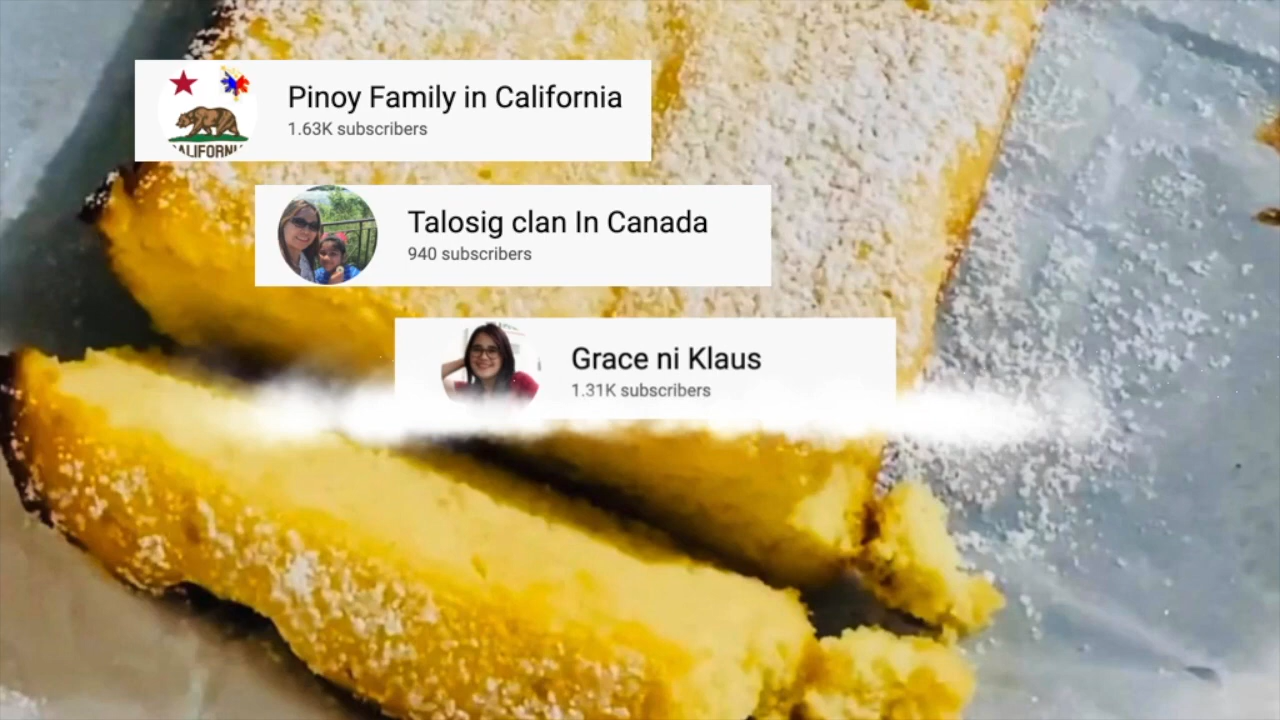 Pinoy Family in California
1.63K subscribers
CALIFORNI
Talosig clan In Canada
940 subscribers
Grace ni Klaus
1.31K subscribers